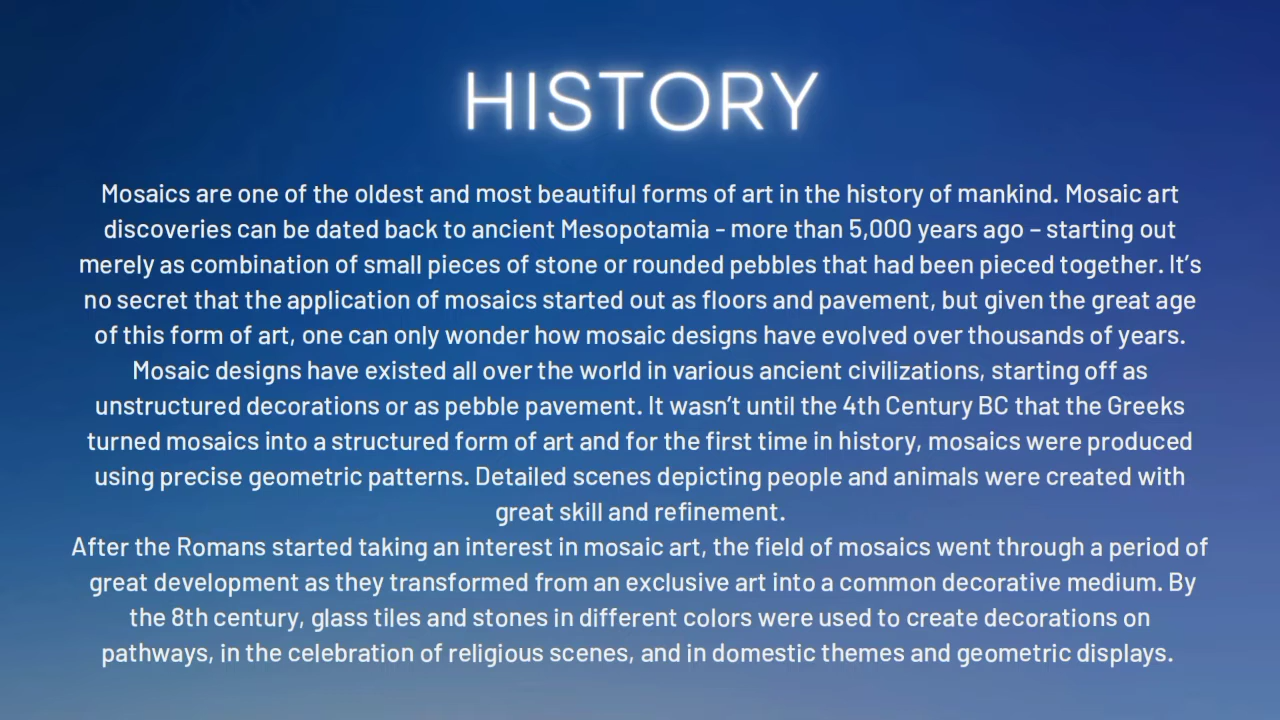 HISTORY
Mosaics are one of the oldest and most beautiful forms of art in the history of mankind. Mosaic art
discoveries can be dated back to ancient Mesopotamia - more than 5,000 years ago – starting out
merely as combination of small pieces of stone or rounded pebbles that had been pieced together. It’s
no secret that the application of mosaics started out as floors and pavement, but given the great age
of this form of art, one can only wonder how mosaic designs have evolved over thousands of years.
Mosaic designs have existed all over the world in various ancient civilizations, starting off as
unstructured decorations or as pebble pavement. It wasn’t until the 4th Century BC that the Greeks
turned mosaics into a structured form of art and for the first time in history, mosaics were produced
using precise geometric patterns. Detailed scenes depicting people and animals were created with
great skill and refinement.
After the Romans started taking an interest in mosaic art, the field of mosaics went through a period of
great development as they transformed from an exclusive art into a common decorative medium. By
the 8th century, glass tiles and stones in different colors were used to create decorations on
pathways, in the celebration of religious scenes, and in domestic themes and geometric displays.